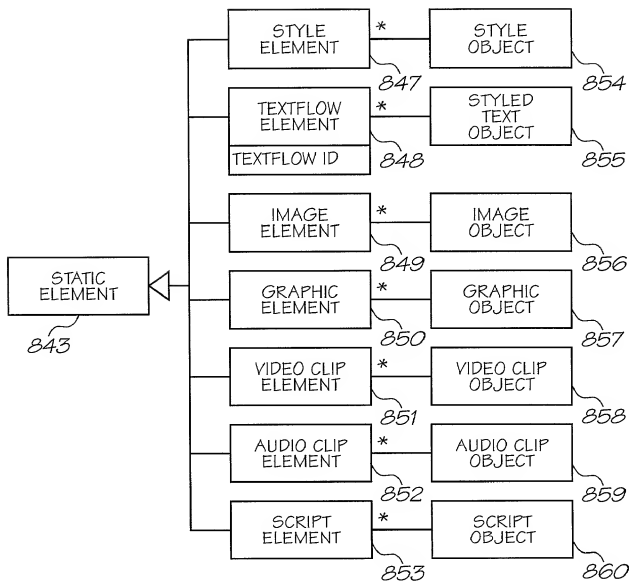 STYLE
ELEMENT
*
STYLE
OBJECT
847
854
TEXTFLOW
ELEMENT
*
STYLED
TEXT
OBJECT
TEXTFLOW ID
848
855
IMAGE
ELEMENT
*
IMAGE
OBJECT
849
856
STATIC
ELEMENT
843
GRAPHIC
ELEMENT
*
GRAPHIC
OBJECT
850
857
VIDEO CLIP
ELEMENT
*
VIDEO CLIP
OBJECT
851
858
AUDIO CLIP
ELEMENT
*
AUDIO CLIP
OBJECT
852
859
SCRIPT
ELEMENT
*
SCRIPT
OBJECT
853
860